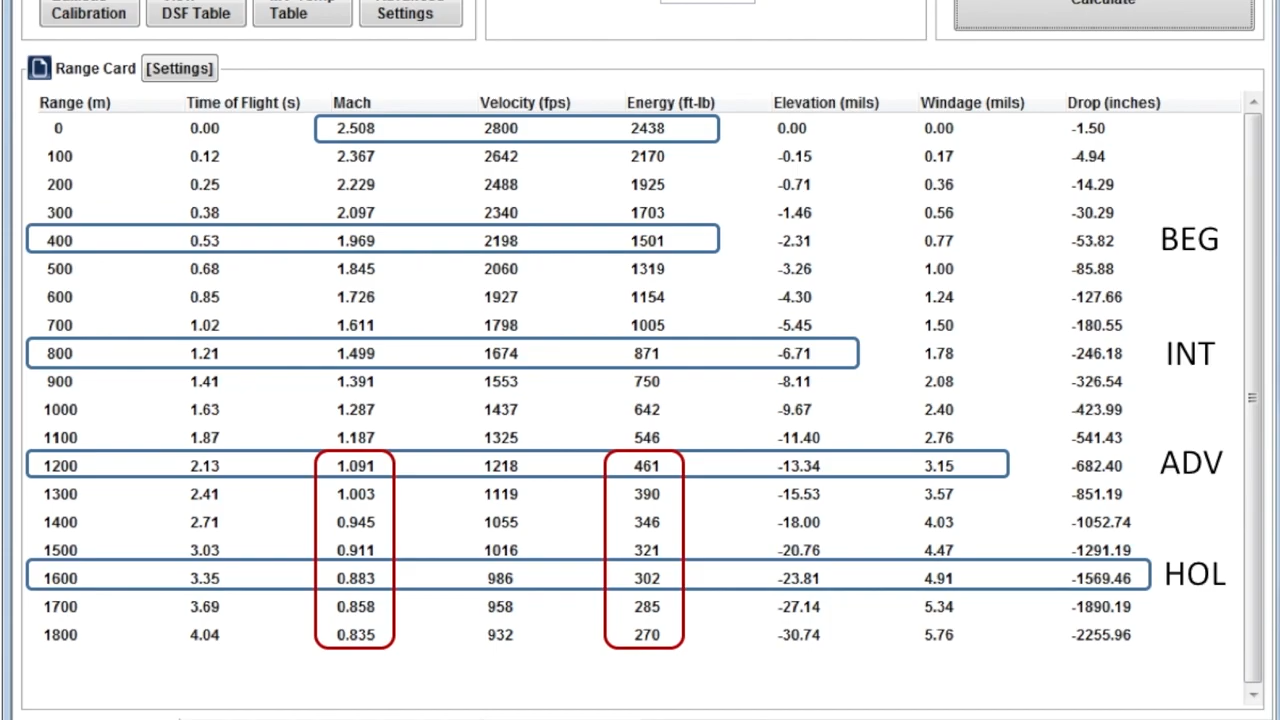 Calibration DSF Table Table Settings Calculate
Range Card [Settings]
Range (m) Time of Flight (s) Mach Velocity (fps) Energy (ft-lb) Elevation (mils) Windage (mils) Drop (inches)
0 0.00 2.508 2800 2438 0.00 0.00 -1.50
100 0.12 2.367 2642 2170 -0.15 0.17 -4.94
200 0.25 2.229 2488 1925 -0.71 0.36 -14.29
300 0.38 2.097 2340 1703 -1.46 0.56 -30.29
400 0.53 1.969 2198 1501 -2.31 0.77 -53.82 BEG
500 0.68 1.845 2060 1319 -3.26 1.00 -85.88
600 0.85 1.726 1927 1154 -4.30 1.24 -127.66
700 1.02 1.611 1798 1005 -5.45 1.50 -180.55
800 1.21 1.499 1674 871 -6.71 1.78 -246.18 INT
900 1.41 1.391 1553 750 -8.11 2.08 -326.54
1000 1.63 1.287 1437 642 -9.67 2.40 -423.99
1100 1.87 1.187 1325 546 -11.40 2.76 -541.43
1200 2.13 1.091 1218 461 -13.34 3.15 -682.40 ADV
1300 2.41 1.003 1119 390 -15.53 3.57 -851.19
1400 2.71 0.945 1055 346 -18.00 4.03 -1052.74
1500 3.03 0.911 1016 321 -20.76 4.47 -1291.19
1600 3.35 0.883 986 302 -23.81 4.91 -1569.46 HOL
1700 3.69 0.858 958 285 -27.14 5.34 -1890.19
1800 4.04 0.835 932 270 -30.74 5.76 -2255.96